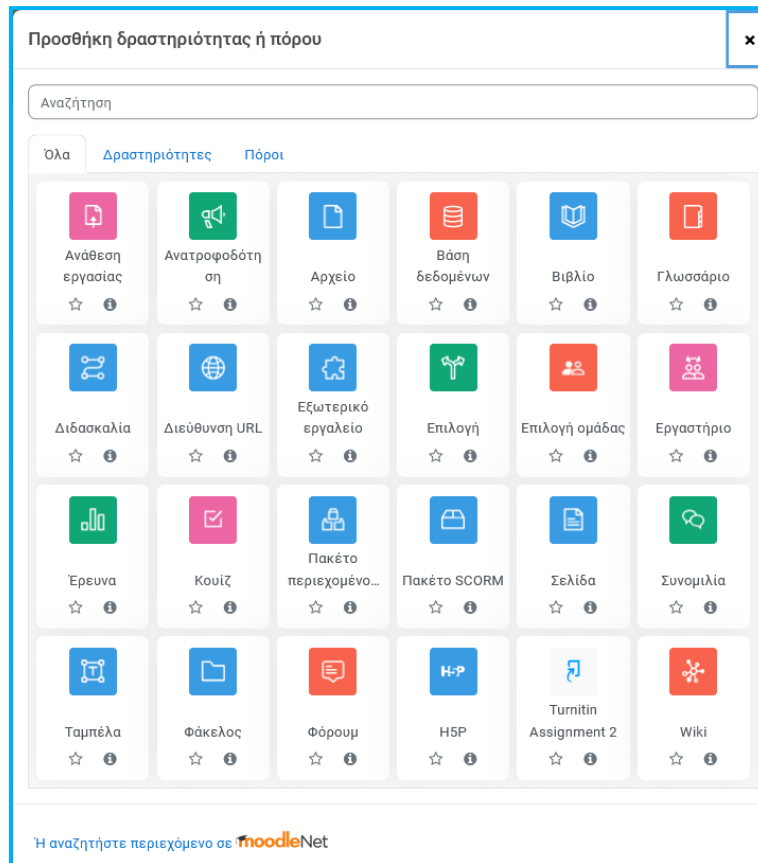 Προσθήκη δραστηριότητας ή πόρου
×
Αναζήτηση
Όλα Δραστηριότητες Πόροι
Ανάθεση
εργασίας
Ανατροφοδότη
ση
Αρχείο
Βάση
δεδομένων
Βιβλίο
Γλωσσάριο
Διδασκαλία
Διεύθυνση URL
Εξωτερικό
εργαλείο
Επιλογή
Επιλογή ομάδας
Εργαστήριο
Έρευνα
Κουίζ
Πακέτο
περιεχομένο...
Πακέτο SCORM
Σελίδα
Συνομιλία
T
Ταμπέλα
Φάκελος
Φόρουμ
H5P
H5P
Turnitin
Assignment 2
Wiki
Ή αναζητήστε περιεχόμενο σε moodleNet